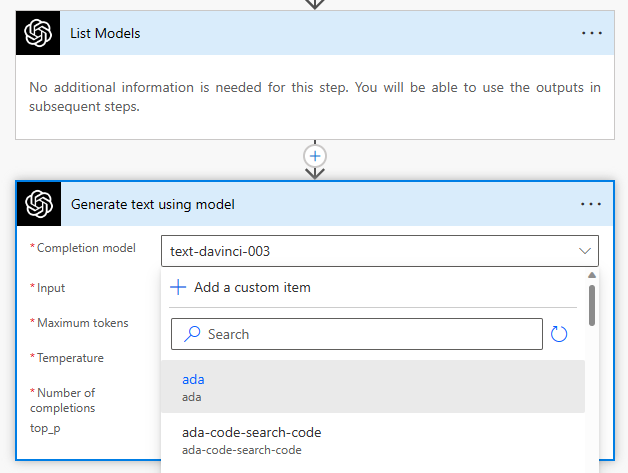 List Models
...
No additional information is needed for this step. You will be able to use the outputs in
subsequent steps.
Generate text using model
...
*Completion model
text-davinci-003
*Input
+ Add a custom item
*Maximum tokens
Search
*Temperature
ada
ada
*Number of
completions
ada-code-search-code
top_p
ada-code-search-code